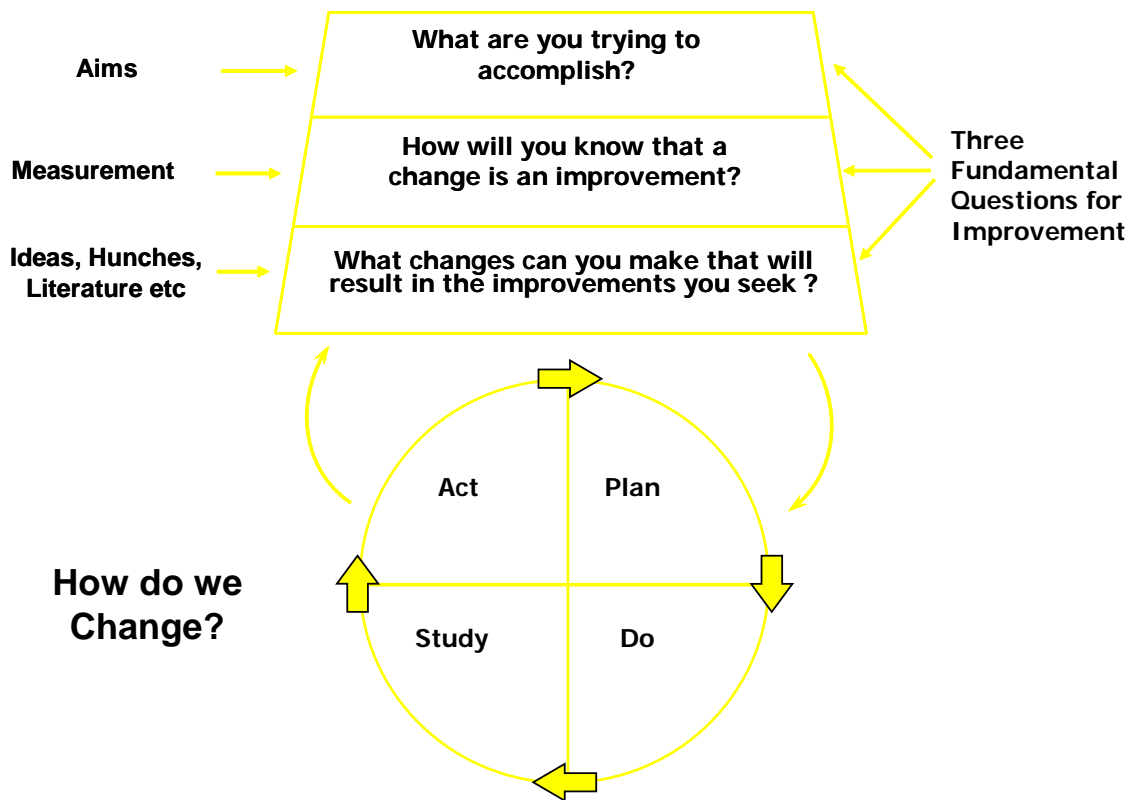 What are you trying to
accomplish?
Aims
How will you know that a
change is an improvement?
Measurement
Three
Fundamental
Questions for
Improvement
What changes can you make that will
result in the improvements you seek ?
Ideas, Hunches,
Literature etc
Act
Plan
How do we
Change?
Study
Do